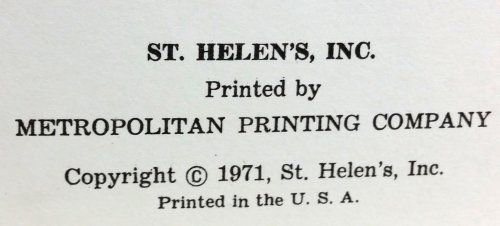 ST. HELEN'S, INC.
Printed by
METROPOLITAN PRINTING COMPANY
Copyright © 1971, St. Helen's, Inc.
Printed in the U. S. A.